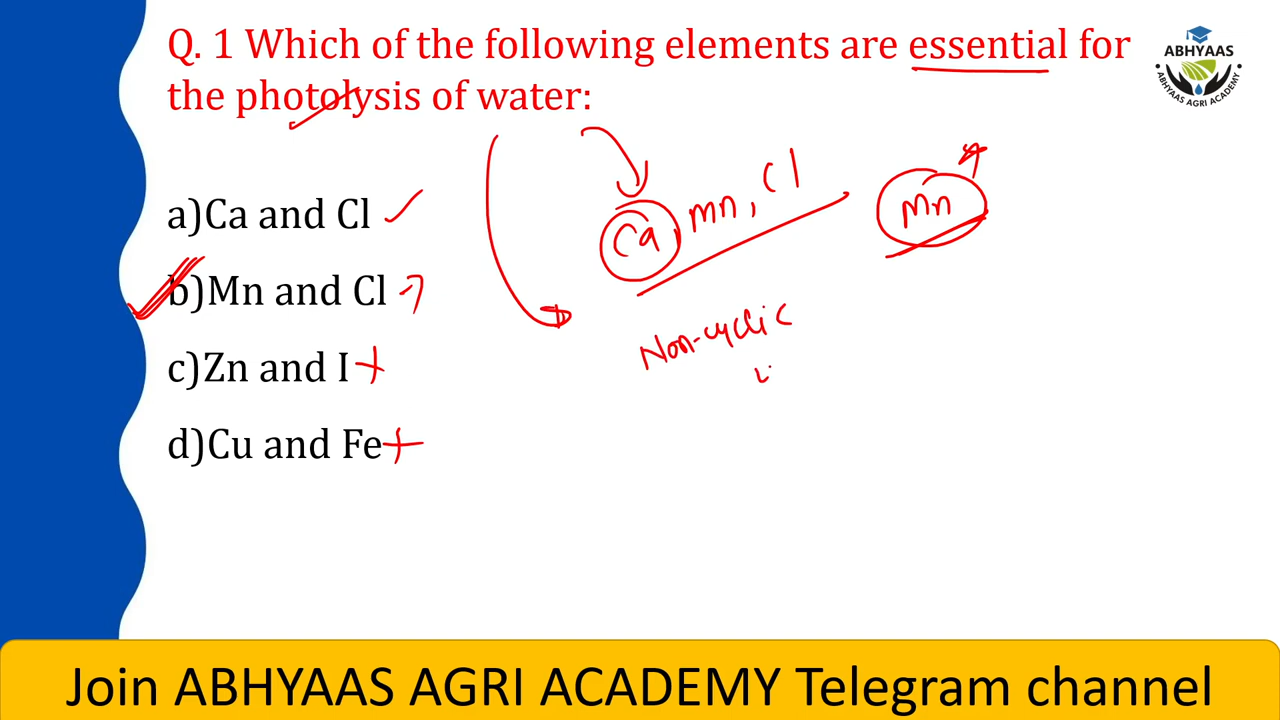 Q. 1 Which of the following elements are essential for
the photolysis of water:
ABHYAAS
ABHYAAS AGRI ACADEMY
a)Ca and Cl
Ca, Mn, Cl
Mn
b)Mn and Cl
Non-cyclic
c)Zn and I
d)Cu and Fe
Join ABHYAAS AGRI ACADEMY Telegram channel